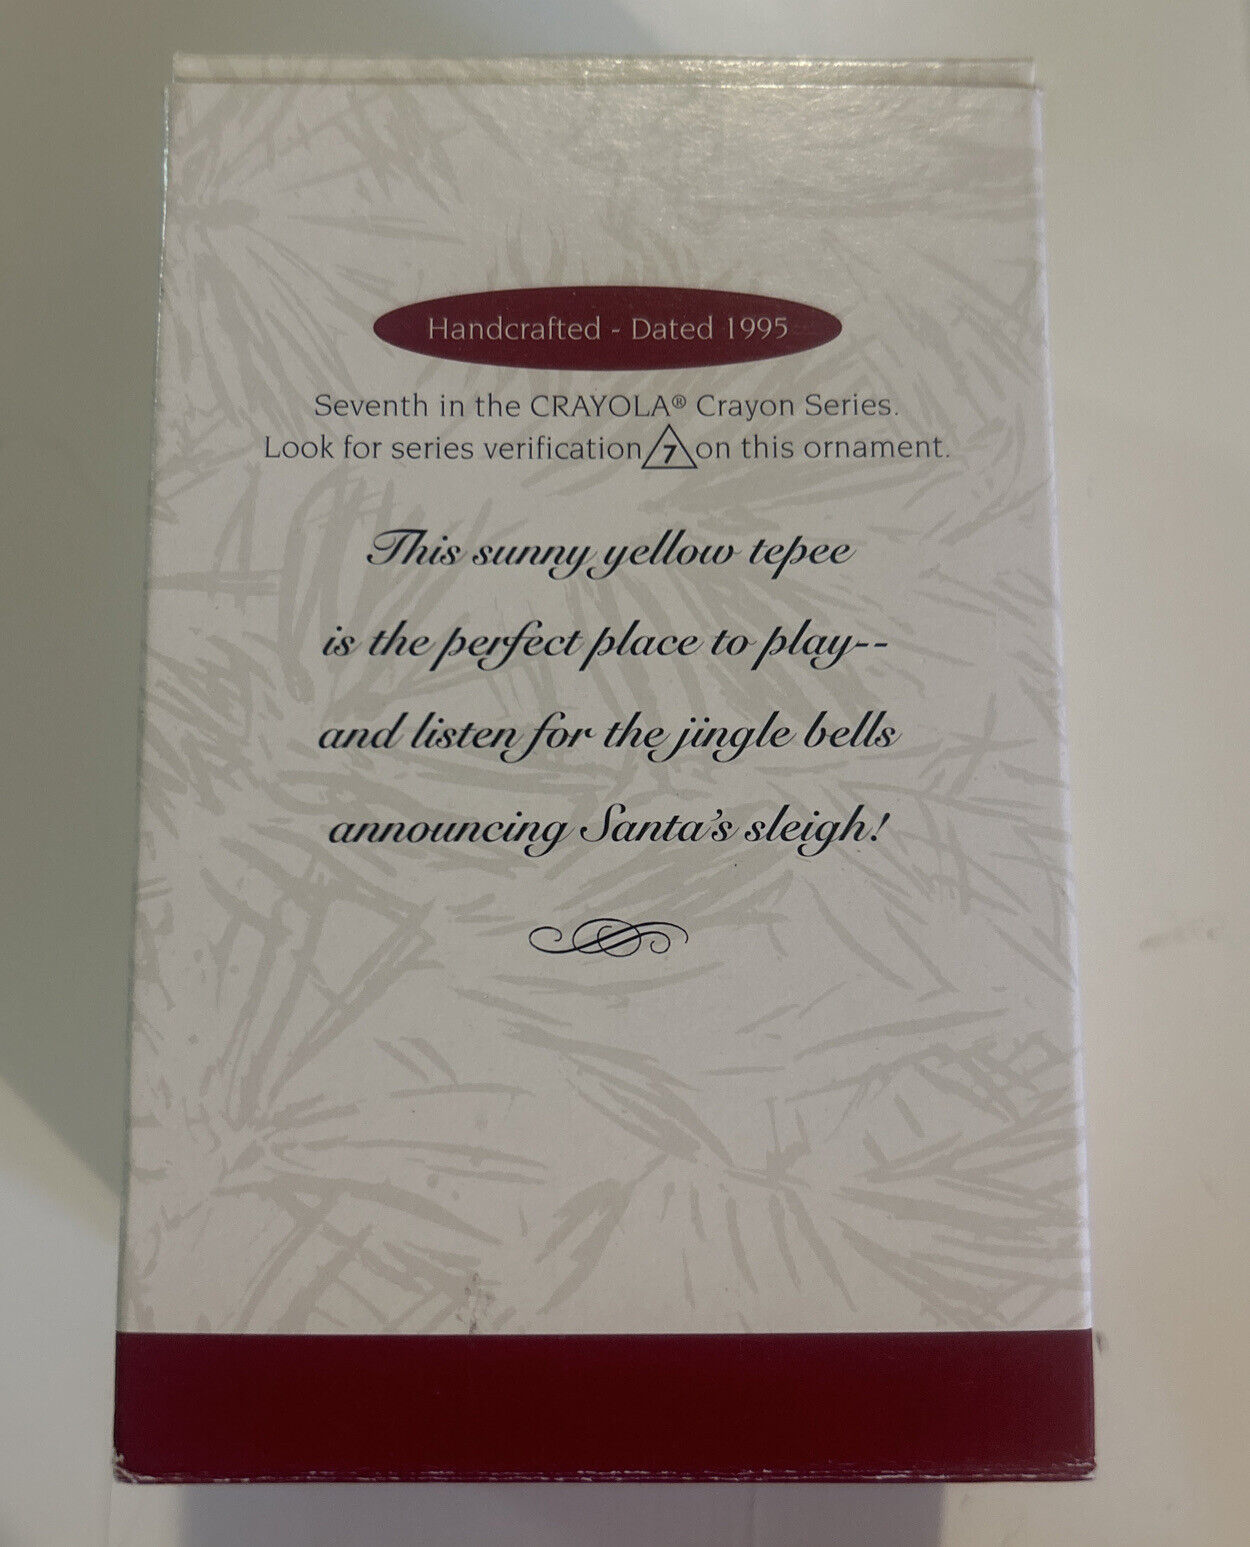 Handcrafted - Dated 1995
Seventh in the CRAYOLA® Crayon Series.
Look for series verification 7 on this ornament.
This sunny yellow tepee
is the perfect place to play--
and listen for the jingle bells
announcing Santa's sleigh!